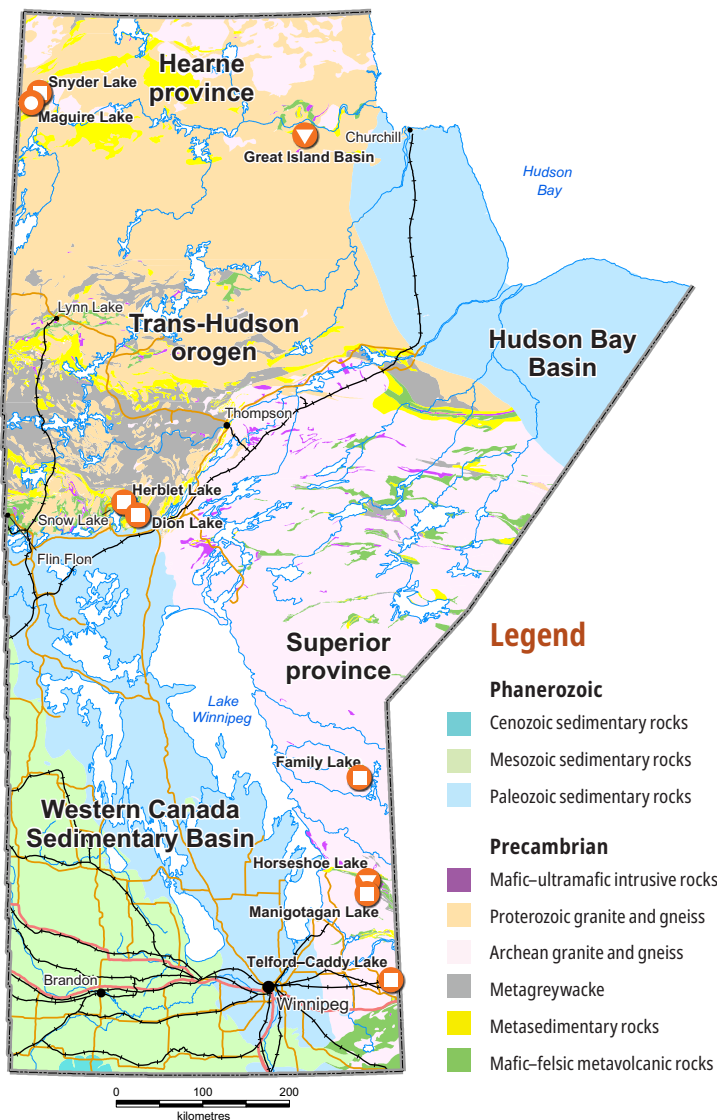 Hearne
province
Snyder Lake
Maguire Lake
Churchill
Great Island Basin
Hudson
Bay
Lynn Lake
Trans-Hudson
orogen
Hudson Bay
Basin
Thompson
Herblet Lake
Snow Lake
Dion Lake
Flin Flon
Superior
province
Lake
Winnipeg
Family Lake
Western Canada
Sedimentary Basin
Horseshoe Lake
Manigotagan Lake
Telford–Caddy Lake
Brandon
Winnipeg
0 100 200
kilometres
Legend
Phanerozoic
Cenozoic sedimentary rocks
Mesozoic sedimentary rocks
Paleozoic sedimentary rocks
Precambrian
Mafic–ultramafic intrusive rocks
Proterozoic granite and gneiss
Archean granite and gneiss
Metagreywacke
Metasedimentary rocks
Mafic–felsic metavolcanic rocks